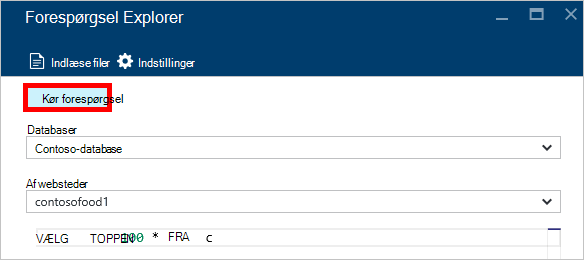 Forespørgsel Explorer
Indlæse filer Indstillinger
Kør forespørgsel
Databaser
Contoso-database
Af websteder
contosofood1
VÆLG TOPPEN 100 * FRA c